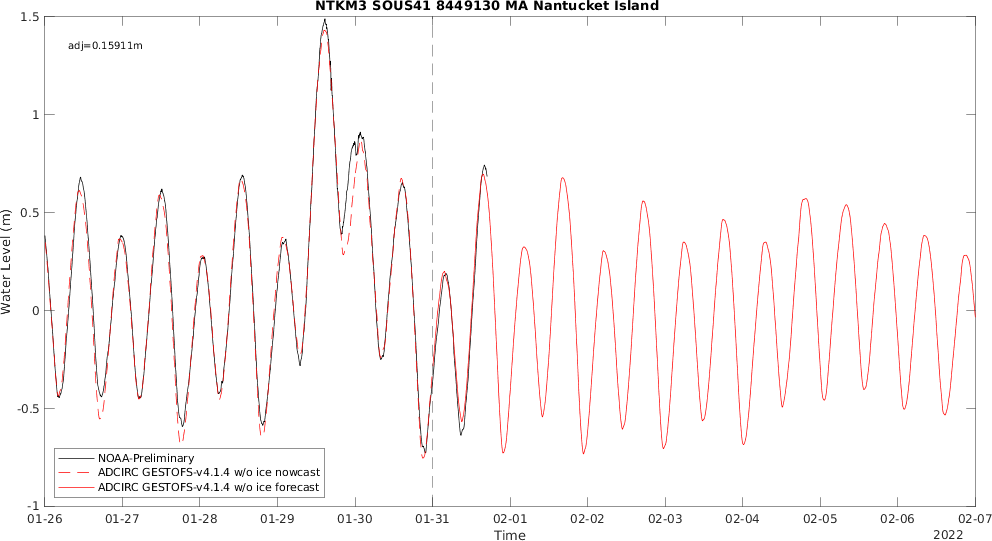 NTKM3 SOUS41 8449130 MA Nantucket Island
adj=0.15911m
Water Level (m)
1.5
1
0.5
0
-0.5
-1
NOAA-Preliminary
ADCIRC GESTOFS-v4.1.4 w/o ice nowcast
ADCIRC GESTOFS-v4.1.4 w/o ice forecast
01-26 01-27 01-28 01-29 01-30 01-31 02-01 02-02 02-03 02-04 02-05 02-06 02-07
Time
2022